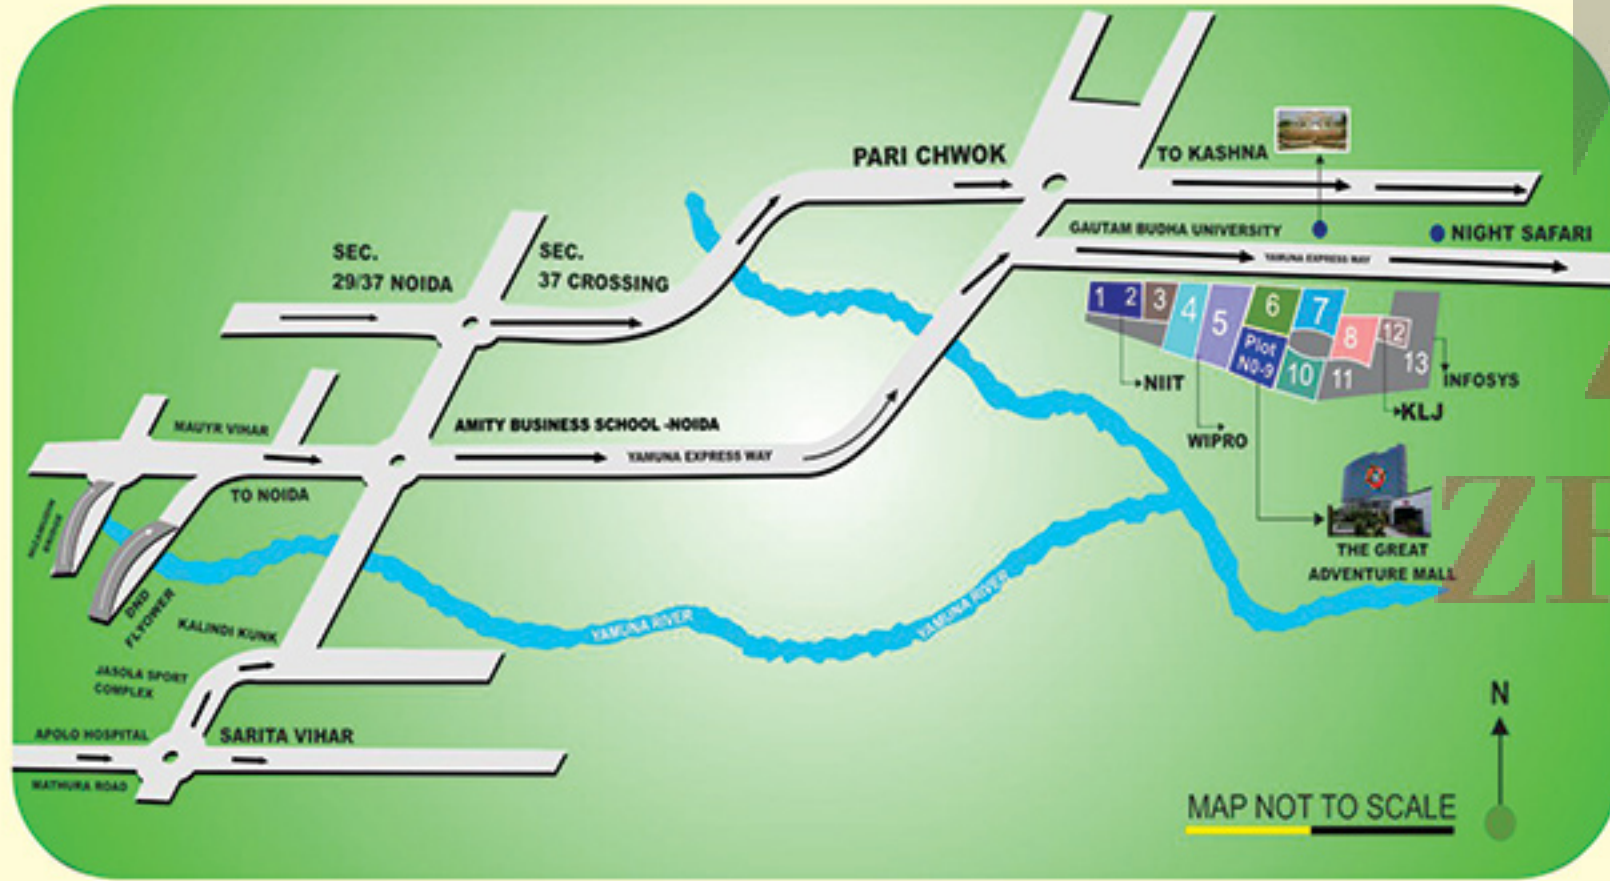 PARI CHWOK
TO KASHNA
GAUTAM BUDHA UNIVERSITY
NIGHT SAFARI
YAMUNA EXPRESS WAY
SEC.
29/37 NOIDA
SEC.
37 CROSSING
1 2 3 4 5 6 7 8 12 13
Plot
N0-9
10 11
NIIT
INFOSYS
KLJ
WIPRO
MAUYR VIHAR
AMITY BUSINESS SCHOOL -NOIDA
YAMUNA EXPRESS WAY
TO NOIDA
THE GREAT
ADVENTURE MALL
DND
FLYOWER
KALINDI KUNK
YAMUNA RIVER
YAMUNA RIVER
JASOLA SPORT
COMPLEX
APOLO HOSPITAL
SARITA VIHAR
MATHURA ROAD
N
MAP NOT TO SCALE